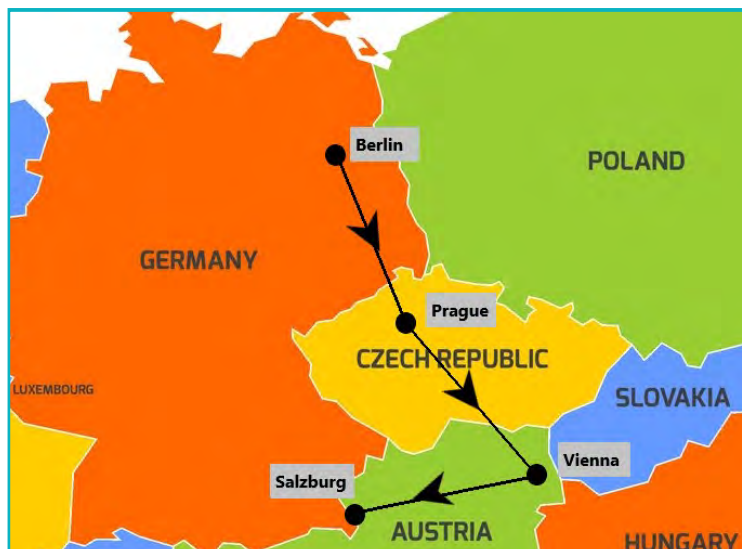 Berlin
POLAND
GERMANY
Prague
CZECH REPUBLIC
LUXEMBOURG
SLOVAKIA
Vienna
Salzburg
AUSTRIA
HUNGARY